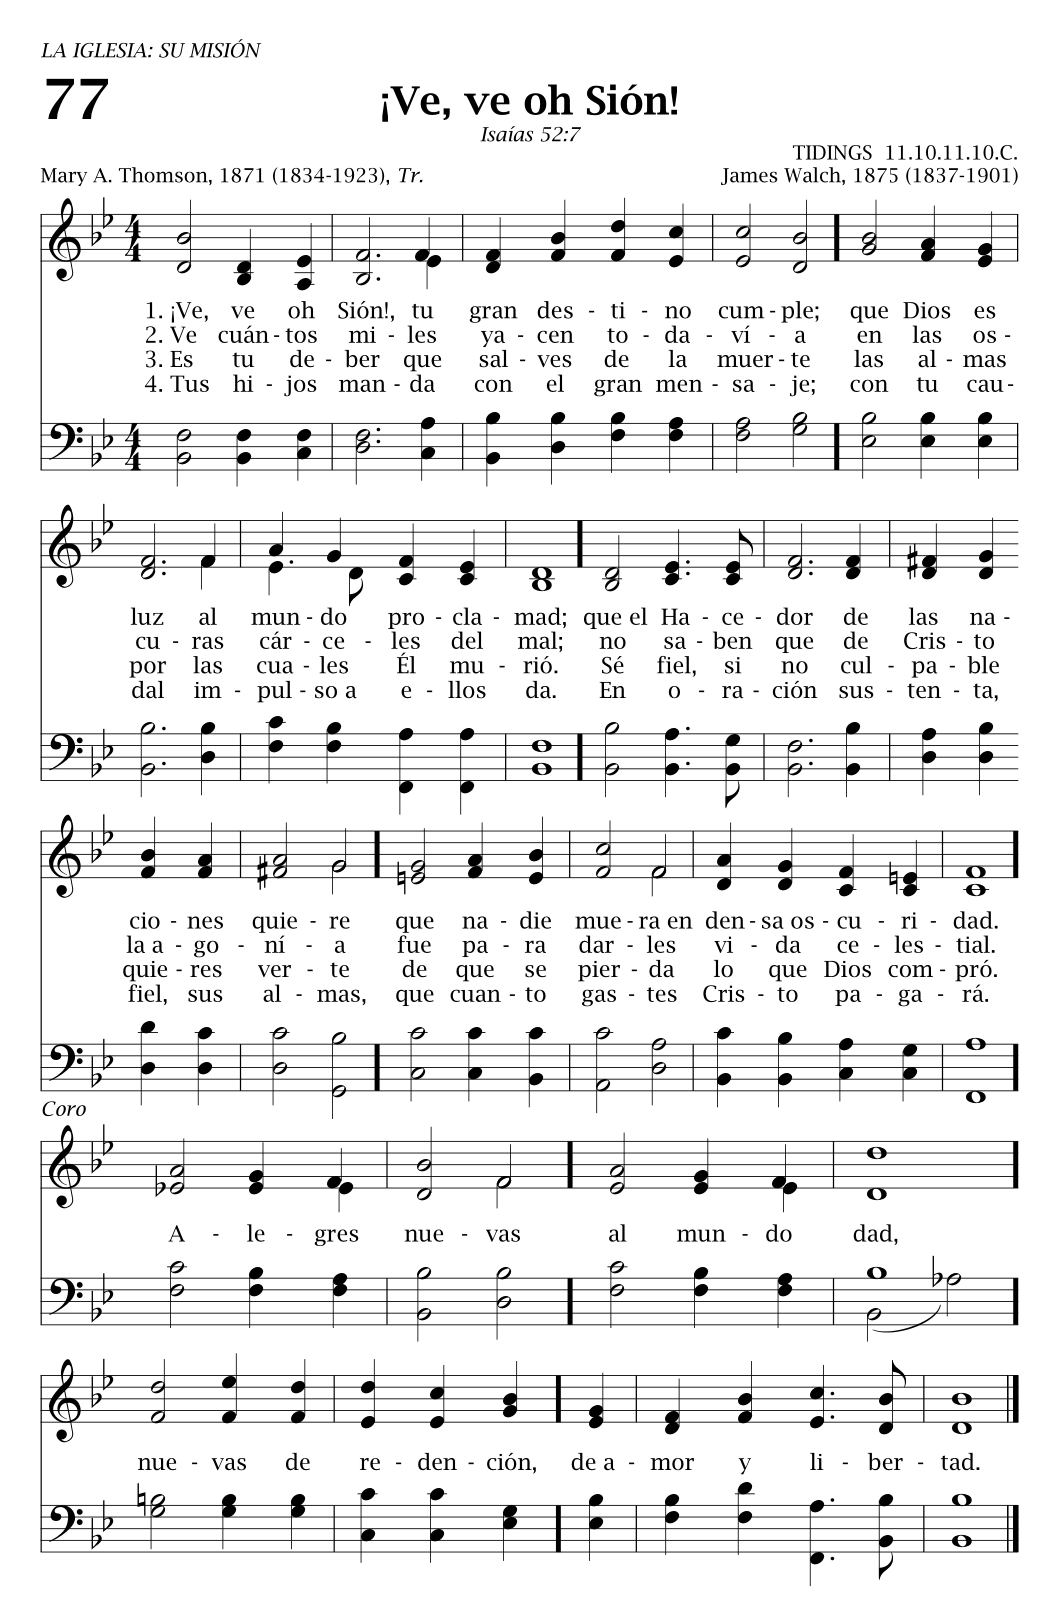 LA IGLESIA: SU MISIÓN
77
¡Ve, ve oh Sión!
Isaías 52:7
TIDINGS 11.10.11.10.C.
Mary A. Thomson, 1871 (1834-1923), Tr.
James Walch, 1875 (1837-1901)
1. ¡Ve, ve oh Sión!, tu gran des - ti - no cum - ple; que Dios es
2. Ve cuán - tos mi - les ya - cen to - da - ví - a en las os -
3. Es tu de - ber que sal - ves de la muer - te las al - mas
4. Tus hi - jos man - da con el gran men - sa - je; con tu cau -
luz al mun - do pro - cla - mad; que el Ha - ce - dor de las na -
cu - ras cár - ce - les del mal; no sa - ben que de Cris - to
por las cua - les Él mu - rió. Sé fiel, si no cul - pa - ble
dal im - pul - so a e - llos da. En o - ra - ción sus - ten - ta,
cio - nes quie - re que na - die mue - ra en den - sa os - cu - ri - dad.
la a - go - ní - a fue pa - ra dar - les vi - da ce - les - tial.
quie - res ver - te de que se pier - da lo que Dios com - pró.
fiel, sus al - mas, que cuan - to gas - tes Cris - to pa - ga - rá.
Coro
A - le - gres nue - vas al mun - do dad,
nue - vas de re - den - ción, de a - mor y li - ber - tad.